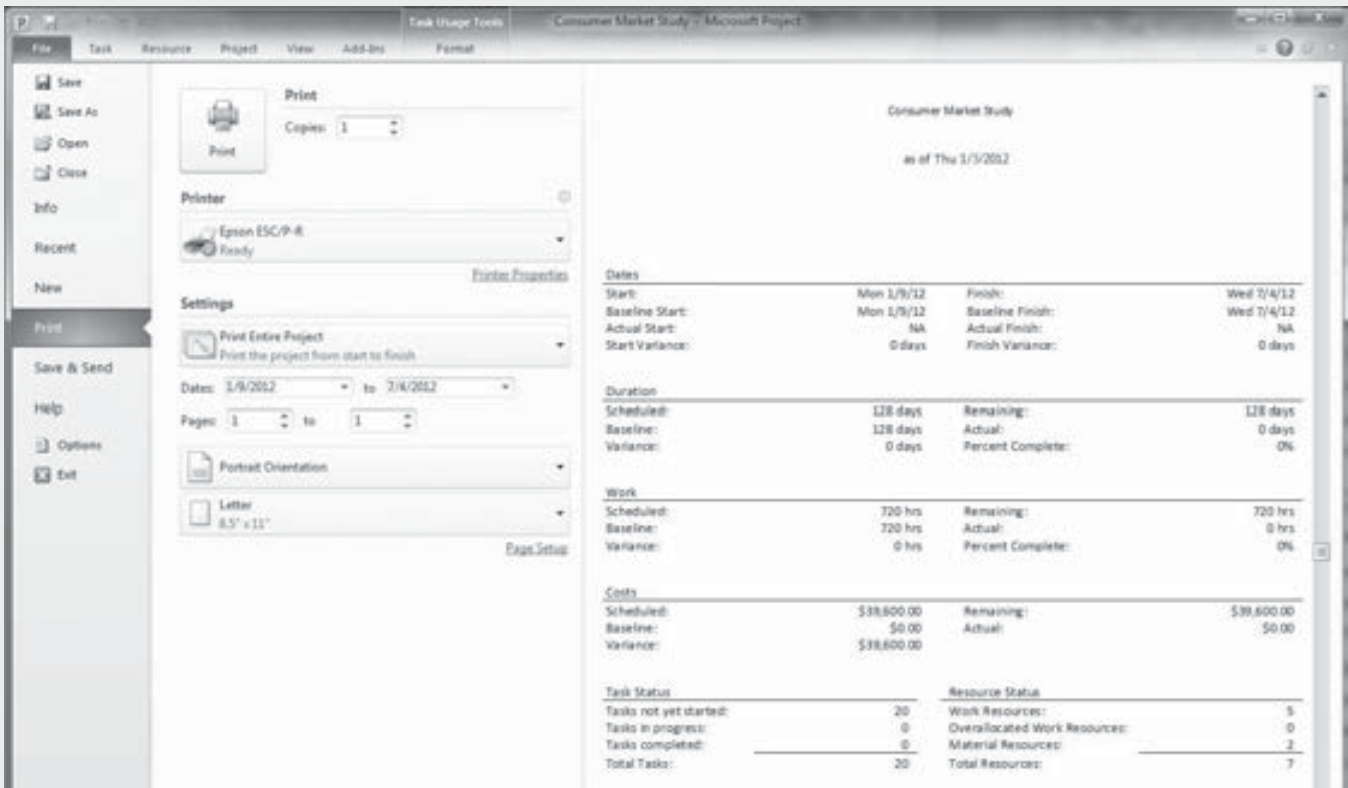 Task Usage Tools
Consumer Market Study - Microsoft Project
File Task Resource Project View Add-Ins Format
Save
Save As
Open
Close
Info
Recent
New
Print
Save & Send
Help
Options
Exit
Print
Print
Copies: 1
Printer
Epson ESC/P-R
Ready
Printer Properties
Settings
Print Entire Project
Print the project from start to finish
Dates: 1/9/2012 to 7/4/2012
Pages: 1 to 1
Portrait Orientation
Letter
8.5" x 11"
Page Setup
Consumer Market Study
as of Thu 1/5/2012
Dates
Start: Mon 1/9/12 Finish: Wed 7/4/12
Baseline Start: Mon 1/9/12 Baseline Finish: Wed 7/4/12
Actual Start: NA Actual Finish: NA
Start Variance: 0 days Finish Variance: 0 days
Duration
Scheduled: 128 days Remaining: 128 days
Baseline: 128 days Actual: 0 days
Variance: 0 days Percent Complete: 0%
Work
Scheduled: 720 hrs Remaining: 720 hrs
Baseline: 720 hrs Actual: 0 hrs
Variance: 0 hrs Percent Complete: 0%
Costs
Scheduled: $39,600.00 Remaining: $39,600.00
Baseline: $0.00 Actual: $0.00
Variance: $39,600.00
Task Status Resource Status
Tasks not yet started: 20 Work Resources: 5
Tasks in progress: 0 Overallocated Work Resources: 0
Tasks completed: 0 Material Resources: 2
Total Tasks: 20 Total Resources: 7